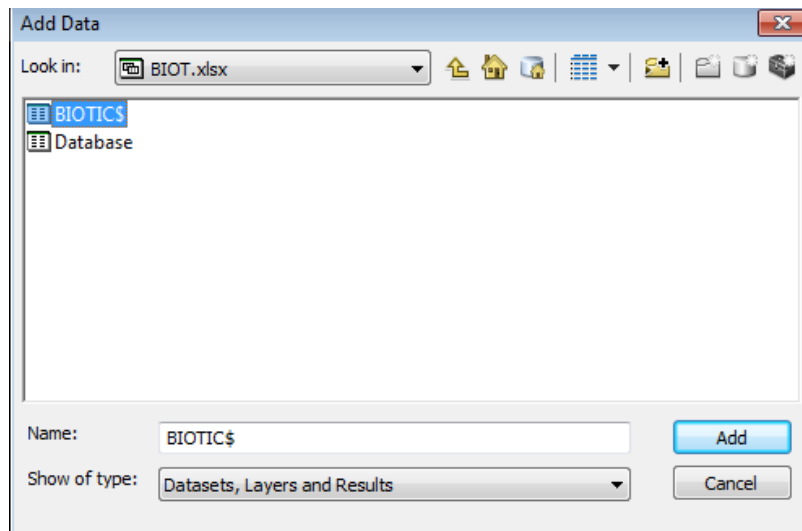 Add Data
Look in: BIOT.xlsx
BIOTIC$
Database
Name: BIOTIC$ Add
Show of type: Datasets, Layers and Results Cancel